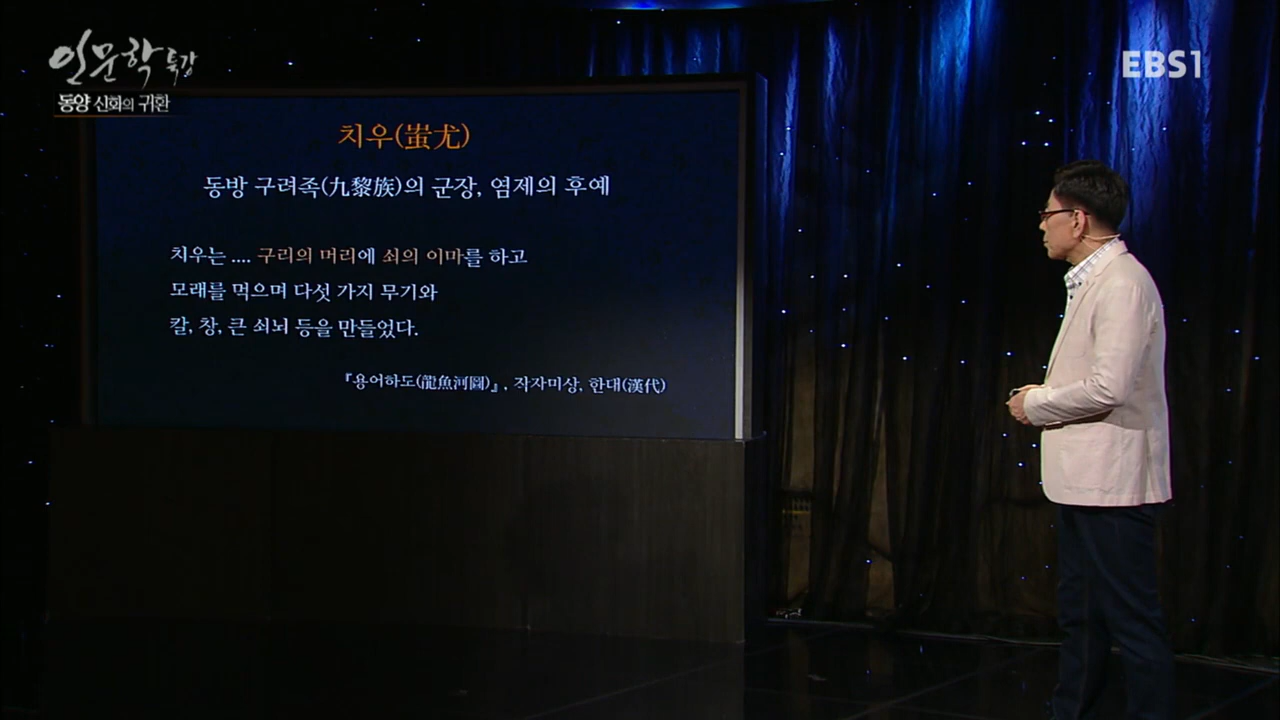 인문학 특강
동양 신화의 귀환
EBS1
치우(蚩尤)
동방 구려족(九黎族)의 군장, 염제의 후예
치우는 .... 구리의 머리에 쇠의 이마를 하고
모래를 먹으며 다섯 가지 무기와
칼, 창, 큰 쇠뇌 등을 만들었다.
『용어하도(龍魚河圖)』, 작자미상, 한대(漢代)